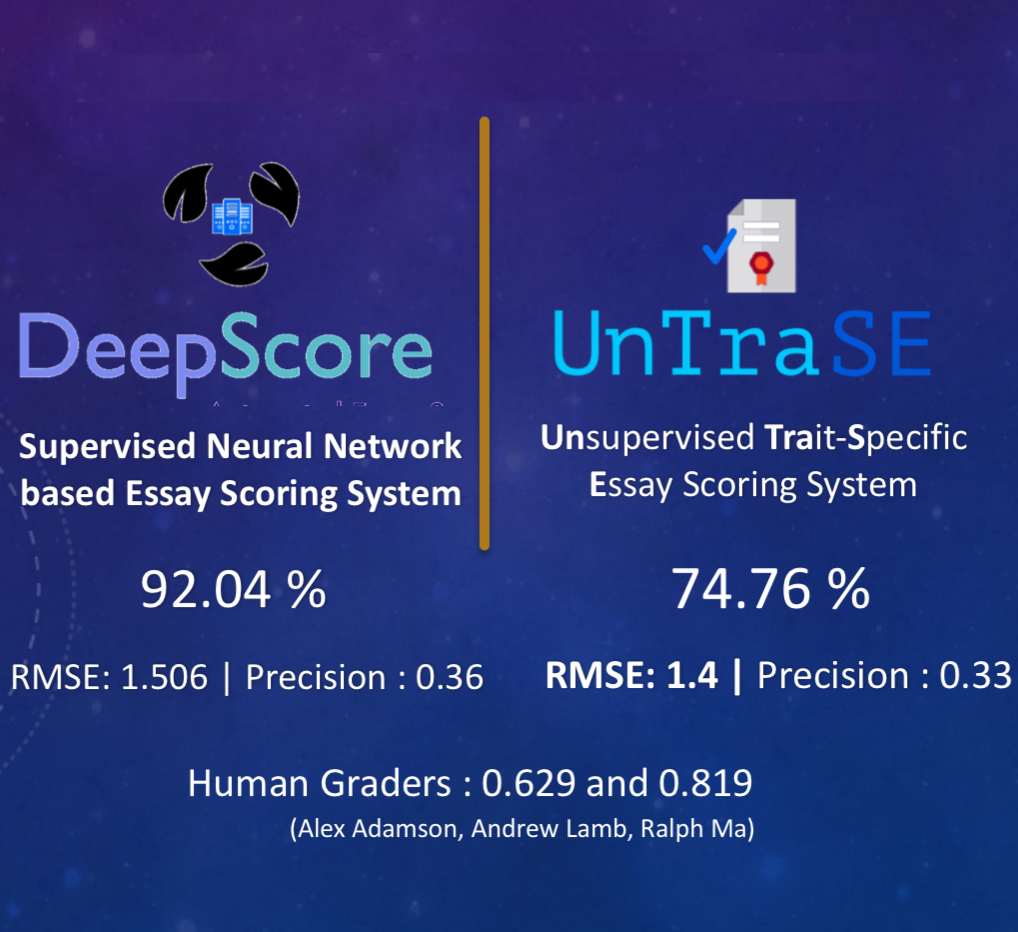 DeepScore
Supervised Neural Network
based Essay Scoring System
92.04 %
RMSE: 1.506 | Precision : 0.36
UnTraSE
Unsupervised Trait-Specific
Essay Scoring System
74.76 %
RMSE: 1.4 | Precision : 0.33
Human Graders : 0.629 and 0.819
(Alex Adamson, Andrew Lamb, Ralph Ma)